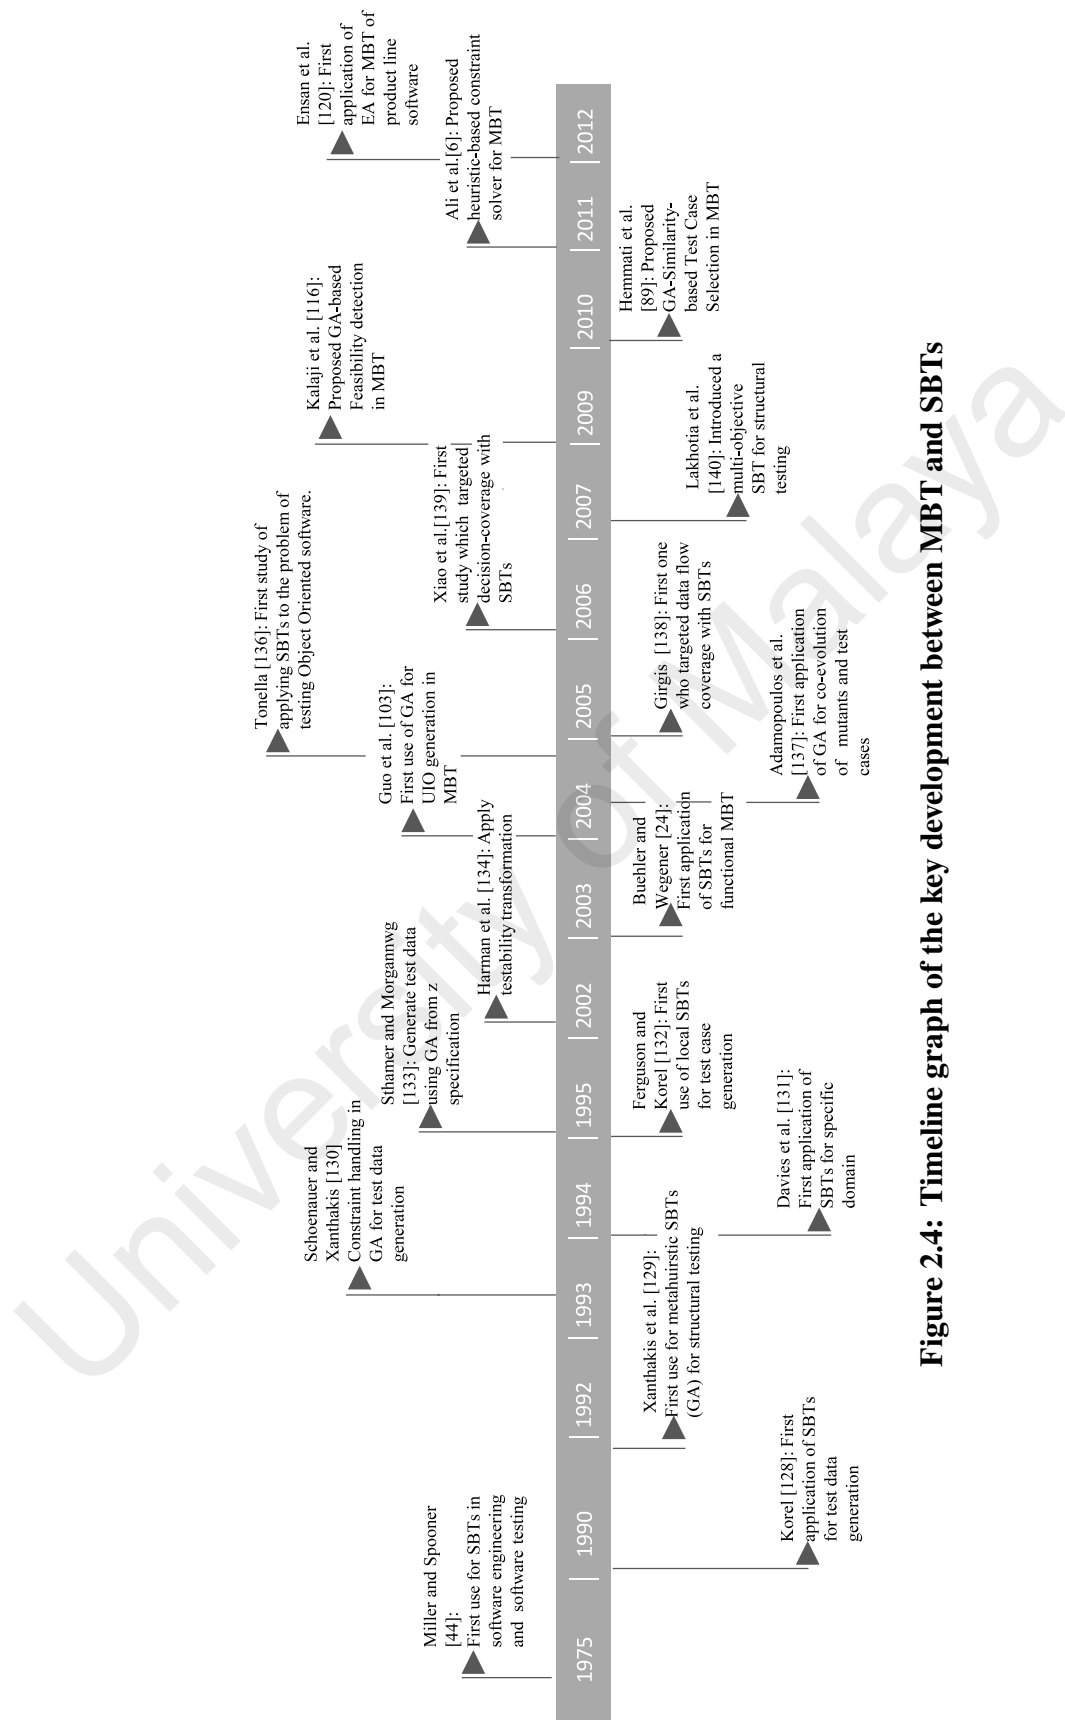 Miller and Spooner
[44]:
First use for SBTs in
software engineering
and software testing
Schoenauer and
Xanthakis [130]
Constraint handling in
GA for test data
generation
Sthamer and Morgannwg
[133]: Generate test data
using GA from z
specification
Harman et al. [134]: Apply
testability transformation
Guo et al. [103]:
First use of GA for
UIO generation in
MBT
Tonella [136]: First study of
applying SBTs to the problem of
testing Object Oriented software.
Xiao et al.[139]: First
study which targeted
decision-coverage with
SBTs
Kalaji et al. [116]:
Proposed GA-based
Feasibility detection
in MBT
Ali et al.[6]: Proposed
heuristic-based constraint
solver for MBT
Ensan et al.
[120]: First
application of
EA for MBT of
product line
software
1975
1990
1992
1993
1994
1995
2002
2003
2004
2005
2006
2007
2009
2010
2011
2012
Korel [128]: First
application of SBTs
for test data
generation
Xanthakis et al. [129]:
First use for metahuirstic SBTs
(GA) for structural testing
Davies et al. [131]:
First application of
SBTs for specific
domain
Ferguson and
Korel [132]: First
use of local SBTs
for test case
generation
Buehler and
Wegener [24]:
First application
of SBTs for
functional MBT
Adamopoulos et al.
[137]: First application
of GA for co-evolution
of mutants and test
cases
Girgis [138]: First one
who targeted data flow
coverage with SBTs
Lakhotia et al.
[140]: Introduced a
multi-objective
SBT for structural
testing
Hemmati et al.
[89]: Proposed
GA-Similarity-
based Test Case
Selection in MBT
Figure 2.4: Timeline graph of the key development between MBT and SBTs
University of Malaya